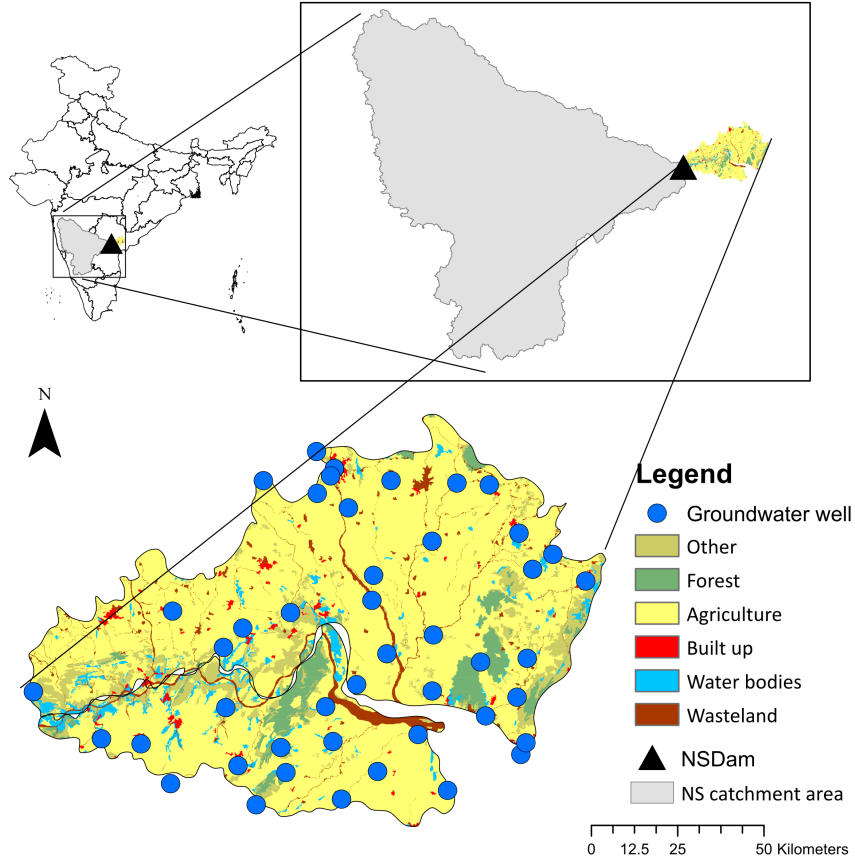 N
Legend
Groundwater well
Other
Forest
Agriculture
Built up
Water bodies
Wasteland
NSDam
NS catchment area
0 12.5 25 50 Kilometers